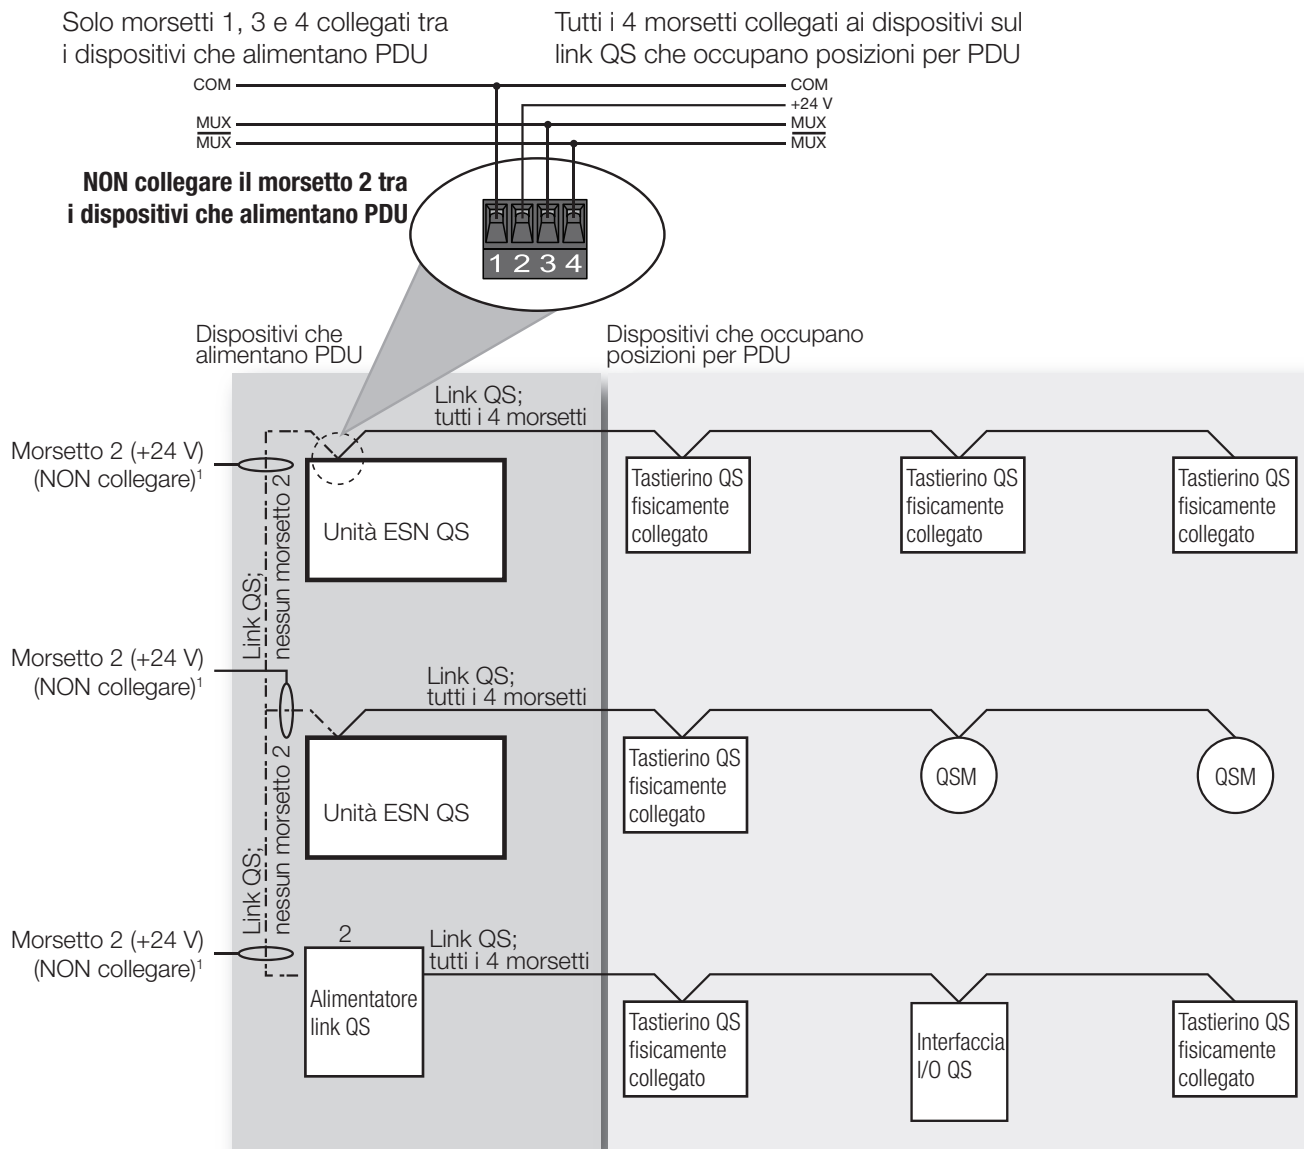 Solo morsetti 1, 3 e 4 collegati tra
i dispositivi che alimentano PDU
Tutti i 4 morsetti collegati ai dispositivi sul
link QS che occupano posizioni per PDU
COM
COM
+24 V
MUX
MUX
MUX
MUX
NON collegare il morsetto 2 tra
i dispositivi che alimentano PDU
1 2 3 4
Dispositivi che
alimentano PDU
Dispositivi che occupano
posizioni per PDU
Link QS;
tutti i 4 morsetti
Morsetto 2 (+24 V)
(NON collegare)¹
Link QS;
nessun morsetto 2
Unità ESN QS
Tastierino QS
fisicamente
collegato
Tastierino QS
fisicamente
collegato
Tastierino QS
fisicamente
collegato
Morsetto 2 (+24 V)
(NON collegare)¹
Link QS;
tutti i 4 morsetti
Link QS;
nessun morsetto 2
Unità ESN QS
Tastierino QS
fisicamente
collegato
QSM
QSM
Morsetto 2 (+24 V)
(NON collegare)¹
2
Link QS;
tutti i 4 morsetti
Alimentatore
link QS
Tastierino QS
fisicamente
collegato
Interfaccia
I/O QS
Tastierino QS
fisicamente
collegato